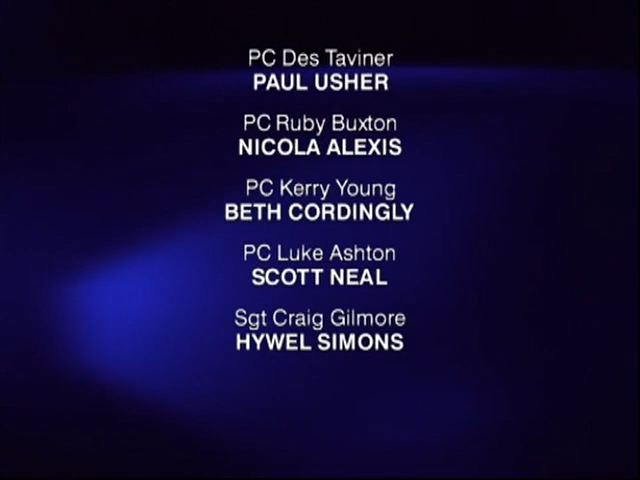 PC Des Taviner
PAUL USHER
PC Ruby Buxton
NICOLA ALEXIS
PC Kerry Young
BETH CORDINGLY
PC Luke Ashton
SCOTT NEAL
Sgt Craig Gilmore
HYWEL SIMONS